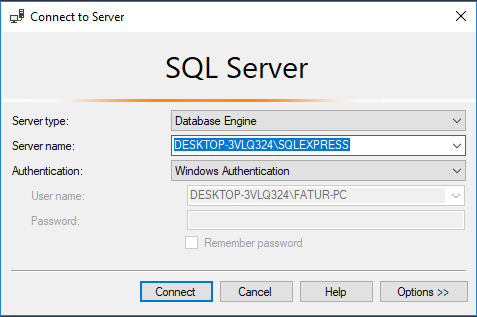 Connect to Server
SQL Server
Server type: Database Engine
Server name: DESKTOP-3VLQ324\SQLEXPRESS
Authentication: Windows Authentication
User name: DESKTOP-3VLQ324\FATUR-PC
Password:
Remember password
Connect Cancel Help Options >>